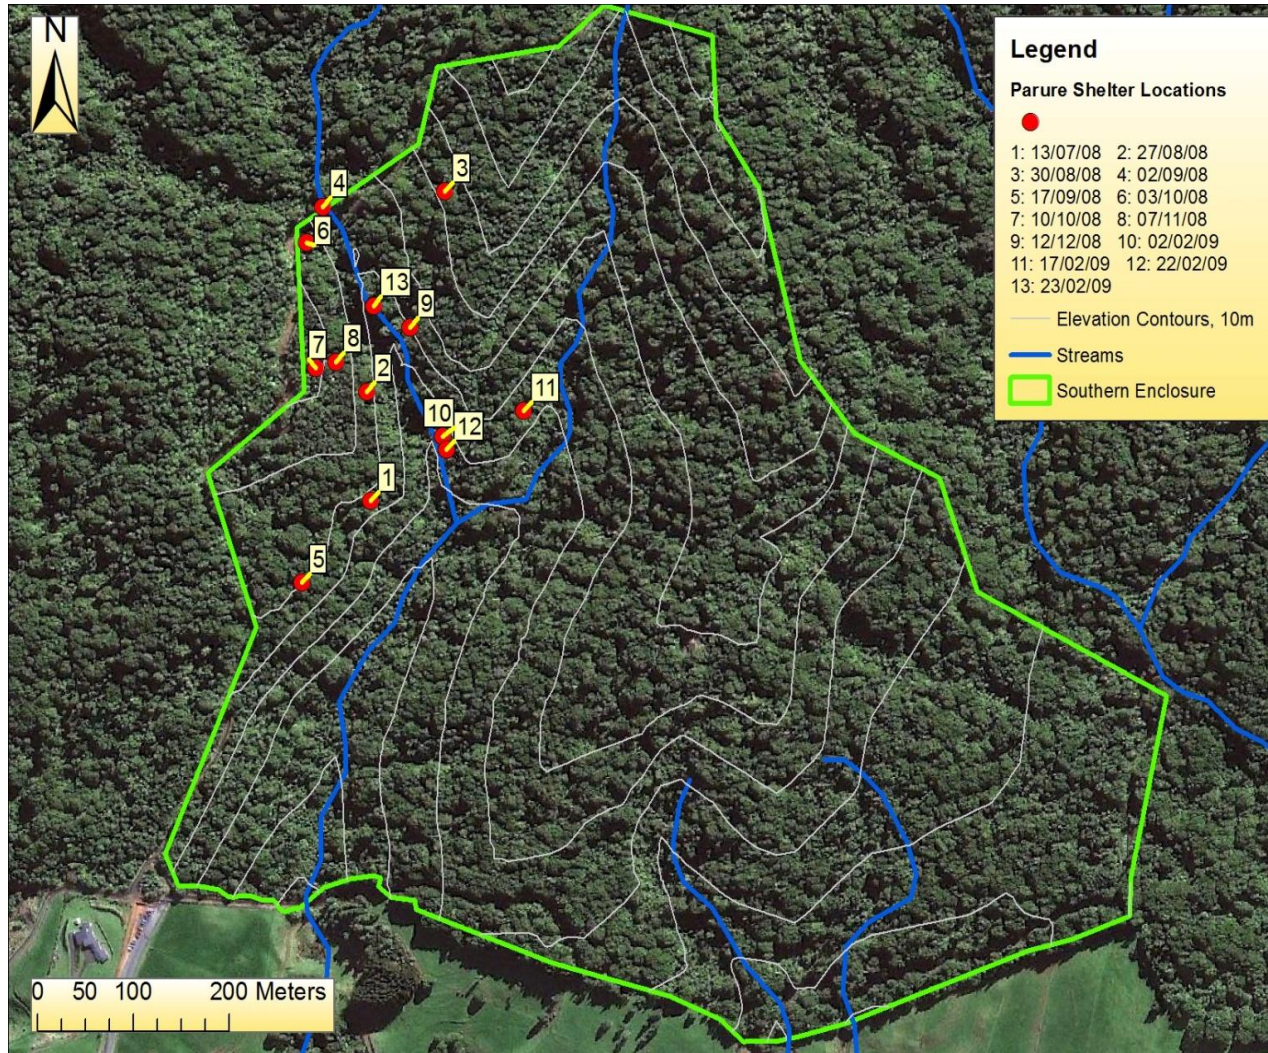 N
Legend
Parure Shelter Locations
1: 13/07/08 2: 27/08/08
3: 30/08/08 4: 02/09/08
5: 17/09/08 6: 03/10/08
7: 10/10/08 8: 07/11/08
9: 12/12/08 10: 02/02/09
11: 17/02/09 12: 22/02/09
13: 23/02/09
Elevation Contours, 10m
Streams
Southern Enclosure
3
4
6
13
9
7
8
2
11
10
12
1
5
0 50 100 200 Meters